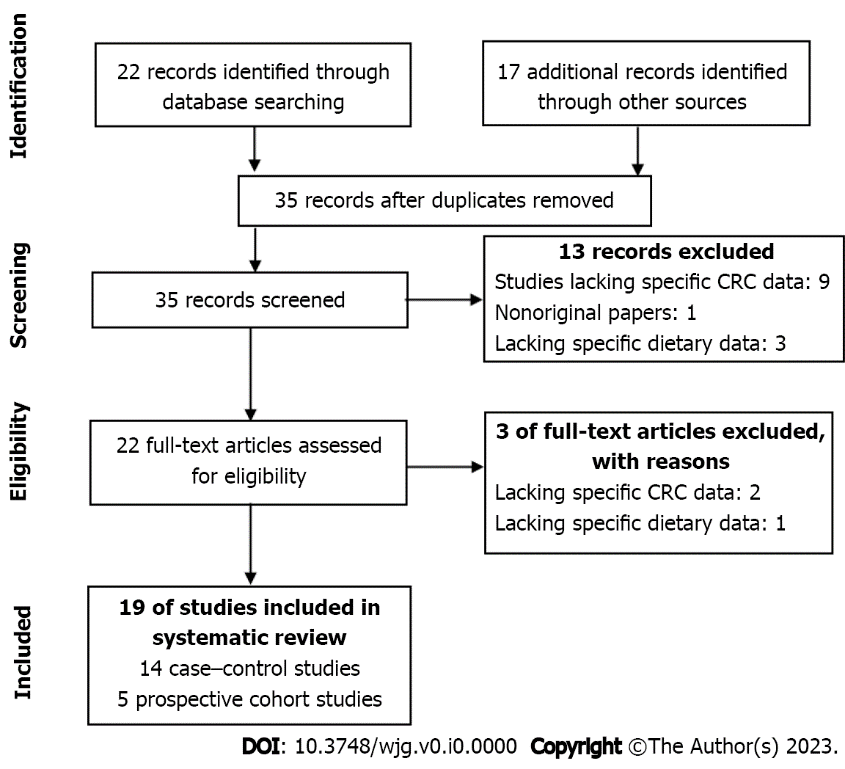 Identification
22 records identified through
database searching
17 additional records identified
through other sources
35 records after duplicates removed
Screening
35 records screened
13 records excluded
Studies lacking specific CRC data: 9
Nonoriginal papers: 1
Lacking specific dietary data: 3
Eligibility
22 full-text articles assessed
for eligibility
3 of full-text articles excluded,
with reasons
Lacking specific CRC data: 2
Lacking specific dietary data: 1
Included
19 of studies included in
systematic review
14 case–control studies
5 prospective cohort studies
DOI: 10.3748/wjg.v0.i0.0000 Copyright ©The Author(s) 2023.